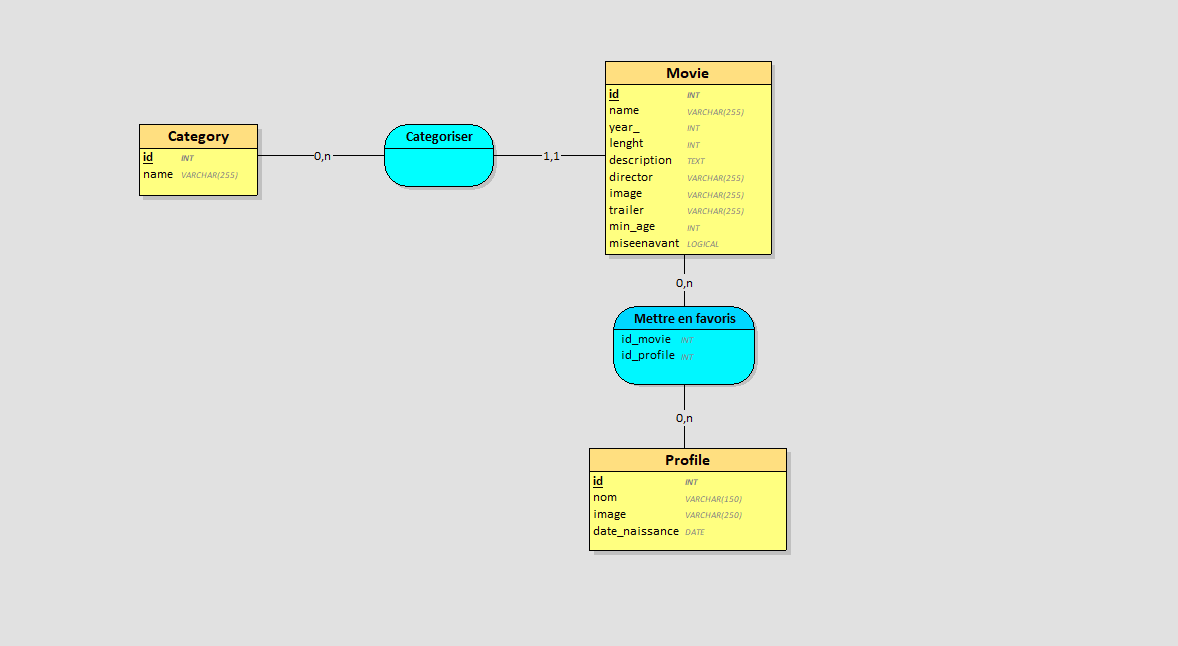 Movie
id INT
name VARCHAR(255)
year_ INT
lenght INT
description TEXT
director VARCHAR(255)
image VARCHAR(255)
trailer VARCHAR(255)
min_age INT
miseenavant LOGICAL
Category
id INT
name VARCHAR(255)
0,n
Categoriser
1,1
0,n
Mettre en favoris
id_movie INT
id_profile INT
0,n
Profile
id INT
nom VARCHAR(150)
image VARCHAR(250)
date_naissance DATE